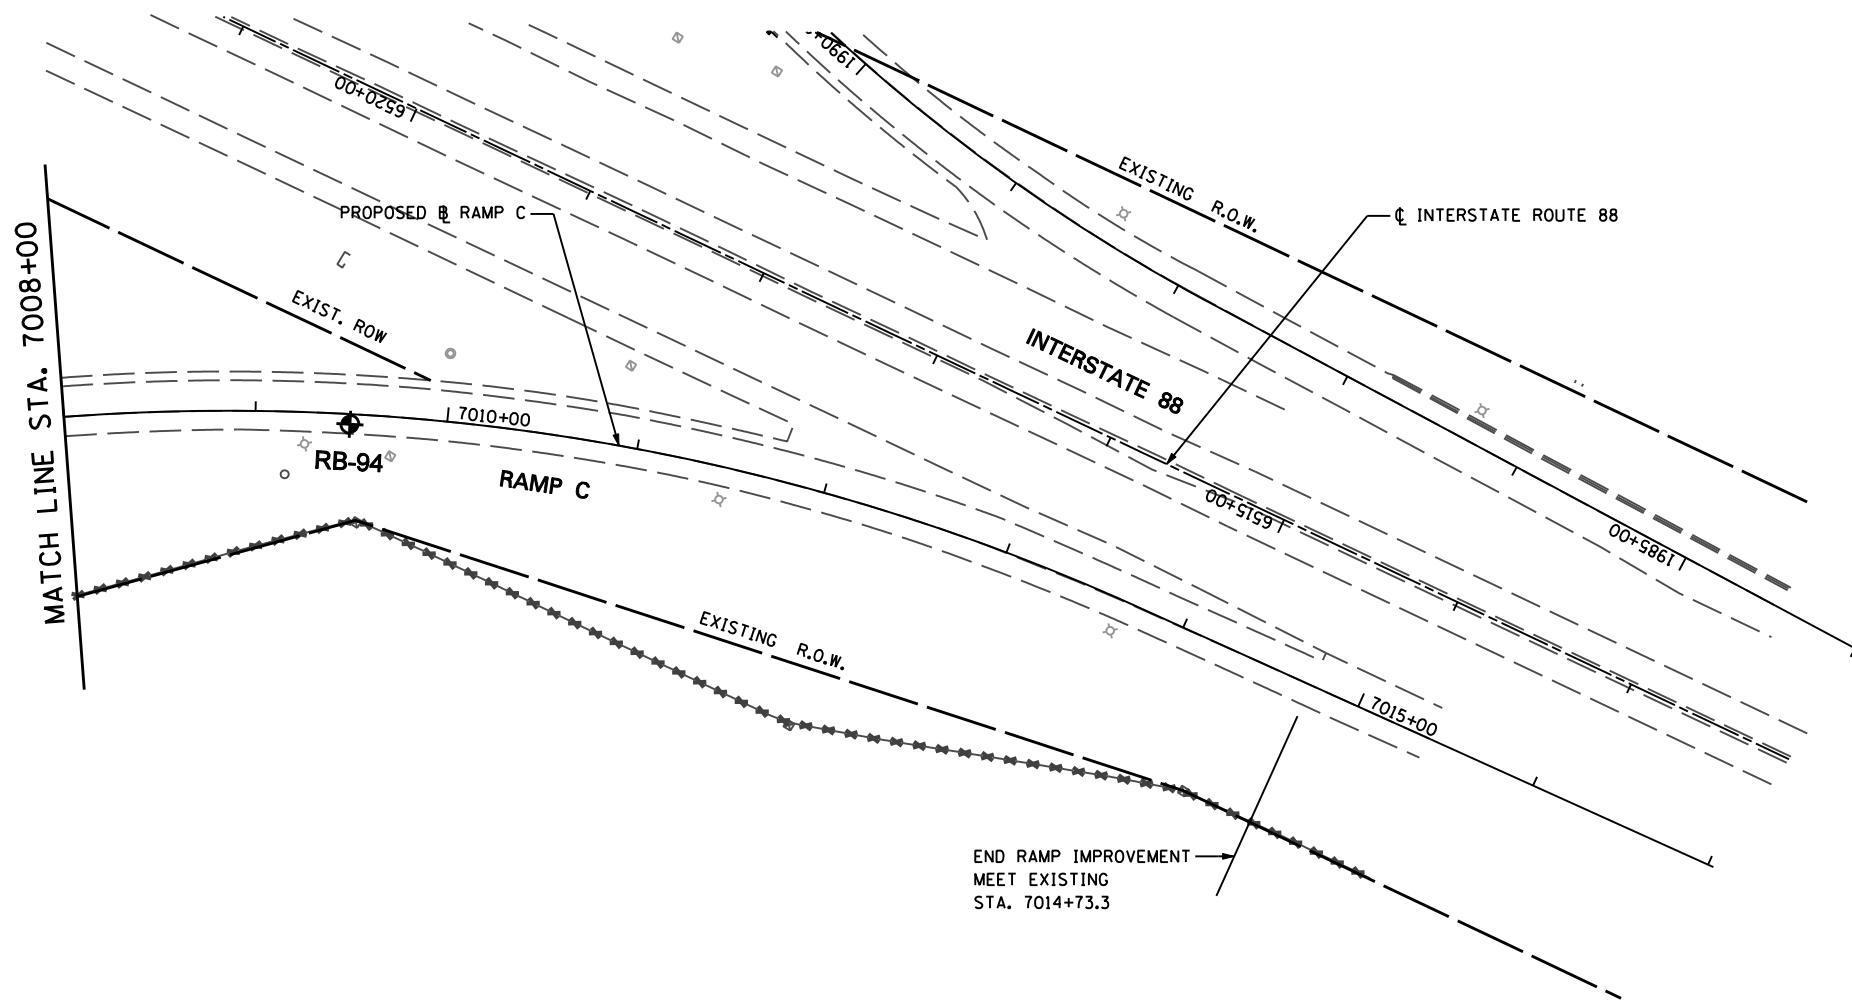 6520+00
EXISTING R.O.W.
PROPOSED ⅊ RAMP C
℄ INTERSTATE ROUTE 88
MATCH LINE STA. 7008+00
EXIST. ROW
INTERSTATE 88
7010+00
RB-94
RAMP C
6515+00
1985+00
EXISTING R.O.W.
7015+00
END RAMP IMPROVEMENT
MEET EXISTING
STA. 7014+73.3